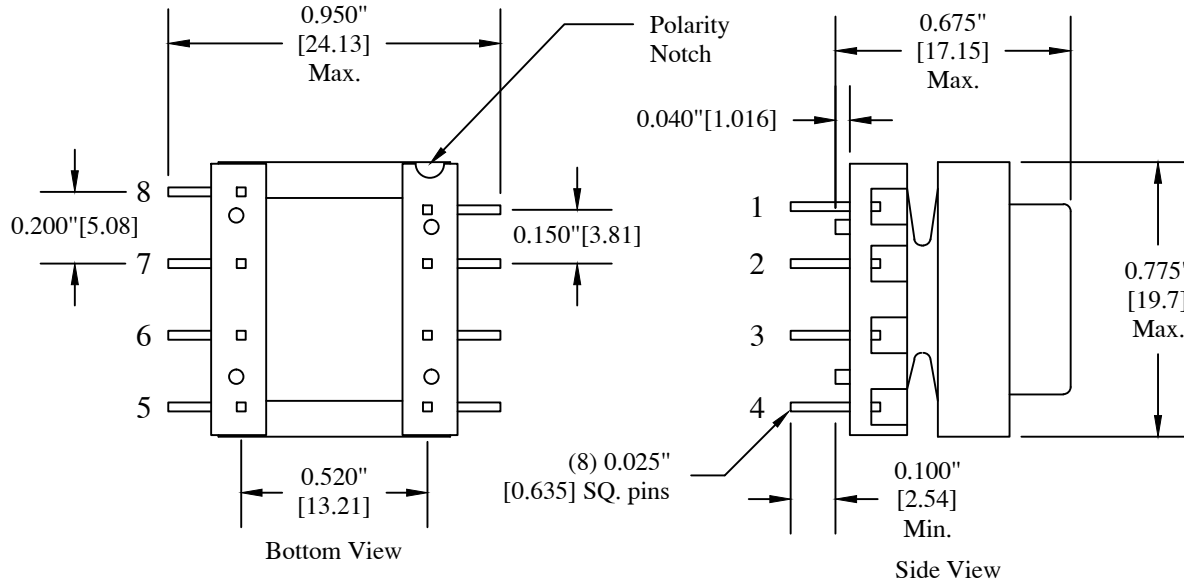 0.950"
[24.13]
Max.
Polarity
Notch
0.675"
[17.15]
Max.
0.040"[1.016]
8
0.200"[5.08]
7
6
5
0.150"[3.81]
1
2
3
4
0.775"
[19.7]
Max.
0.520"
[13.21]
(8) 0.025"
[0.635] SQ. pins
0.100"
[2.54]
Min.
Bottom View
Side View